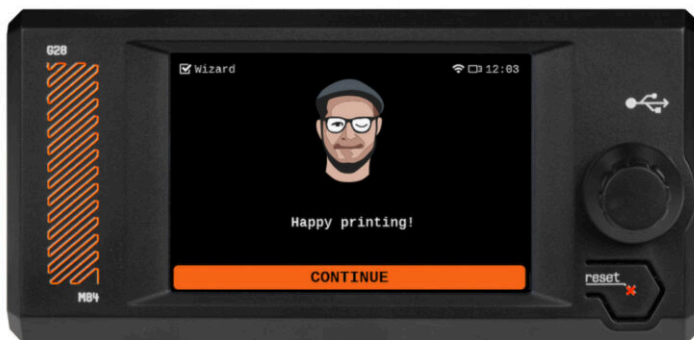 G28
Wizard
12:03
Happy printing!
CONTINUE
reset
M84